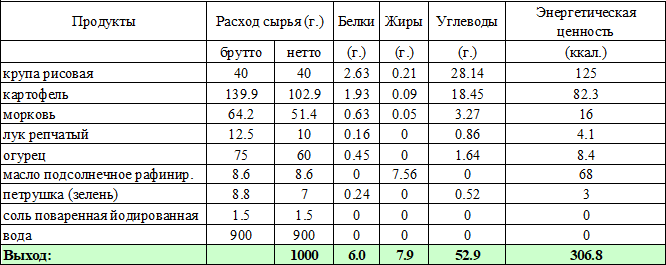 Продукты Расход сырья (г.) Белки Жиры Углеводы Энергетическая ценность
брутто нетто (г.) (г.) (г.) (ккал.)
крупа рисовая 40 40 2.63 0.21 28.14 125
картофель 139.9 102.9 1.93 0.09 18.45 82.3
морковь 64.2 51.4 0.63 0.05 3.27 16
лук репчатый 12.5 10 0.16 0 0.86 4.1
огурец 75 60 0.45 0 1.64 8.4
масло подсолнечное рафинир. 8.6 8.6 0 7.56 0 68
петрушка (зелень) 8.8 7 0.24 0 0.52 3
соль поваренная йодированная 1.5 1.5 0 0 0 0
вода 900 900 0 0 0 0
Выход: 1000 6.0 7.9 52.9 306.8